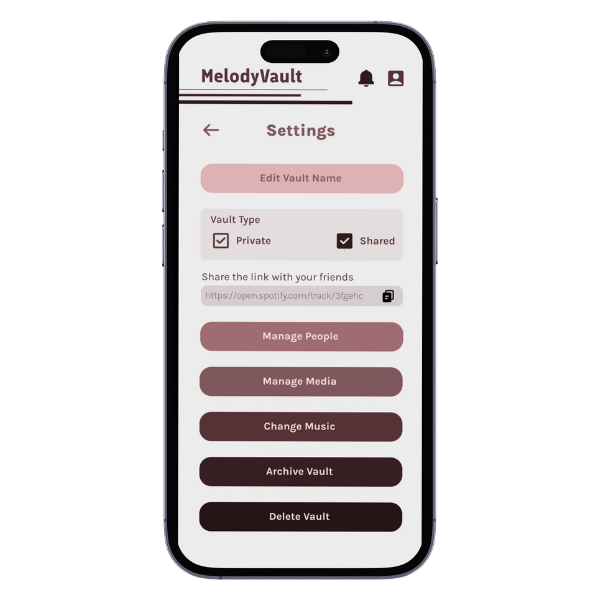 MelodyVault
Settings
Edit Vault Name
Vault Type
Private
Shared
Share the link with your friends
https://open.spotify.com/track/3fgehc
Manage People
Manage Media
Change Music
Archive Vault
Delete Vault